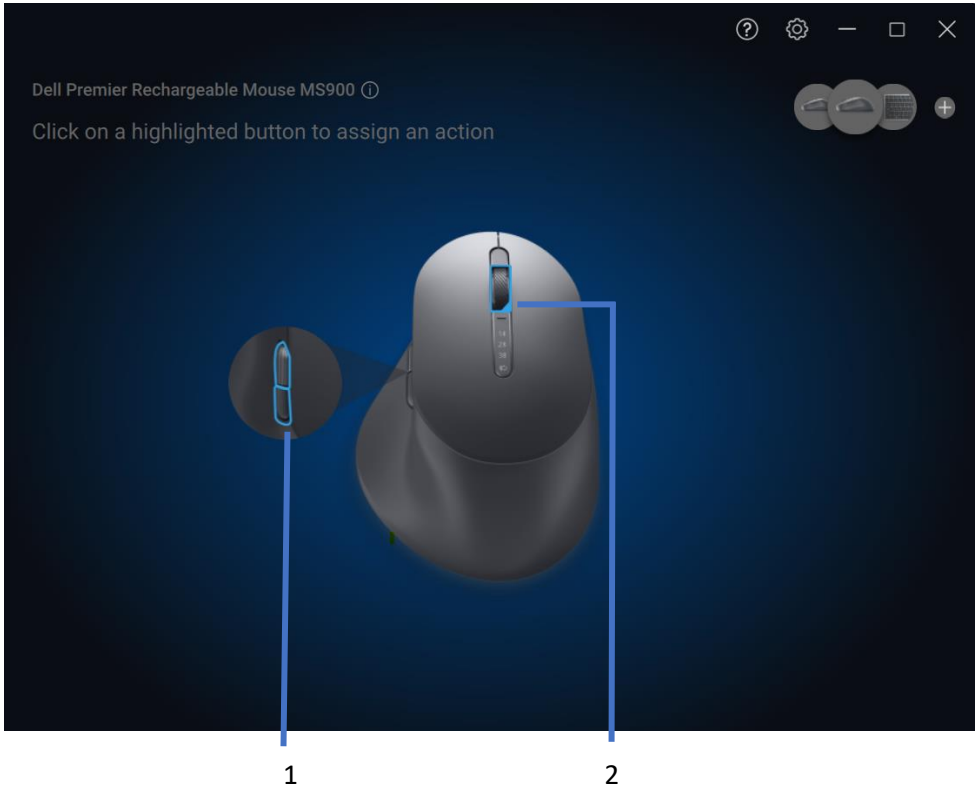 Dell Premier Rechargeable Mouse MS900
Click on a highlighted button to assign an action
1
2